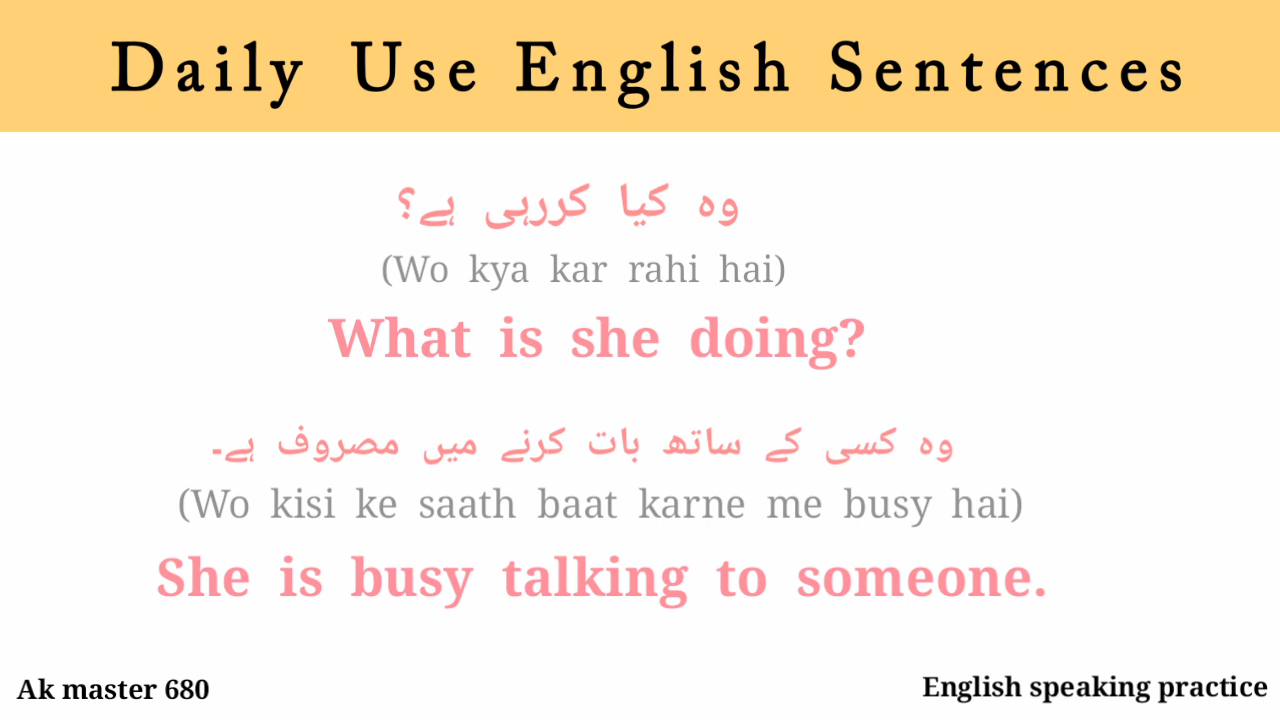 Daily Use English Sentences
وہ کیا کررہی ہے؟
(Wo kya kar rahi hai)
What is she doing?
وہ کسی کے ساتھ بات کرنے میں مصروف ہے۔
(Wo kisi ke saath baat karne me busy hai)
She is busy talking to someone.
Ak master 680
English speaking practice